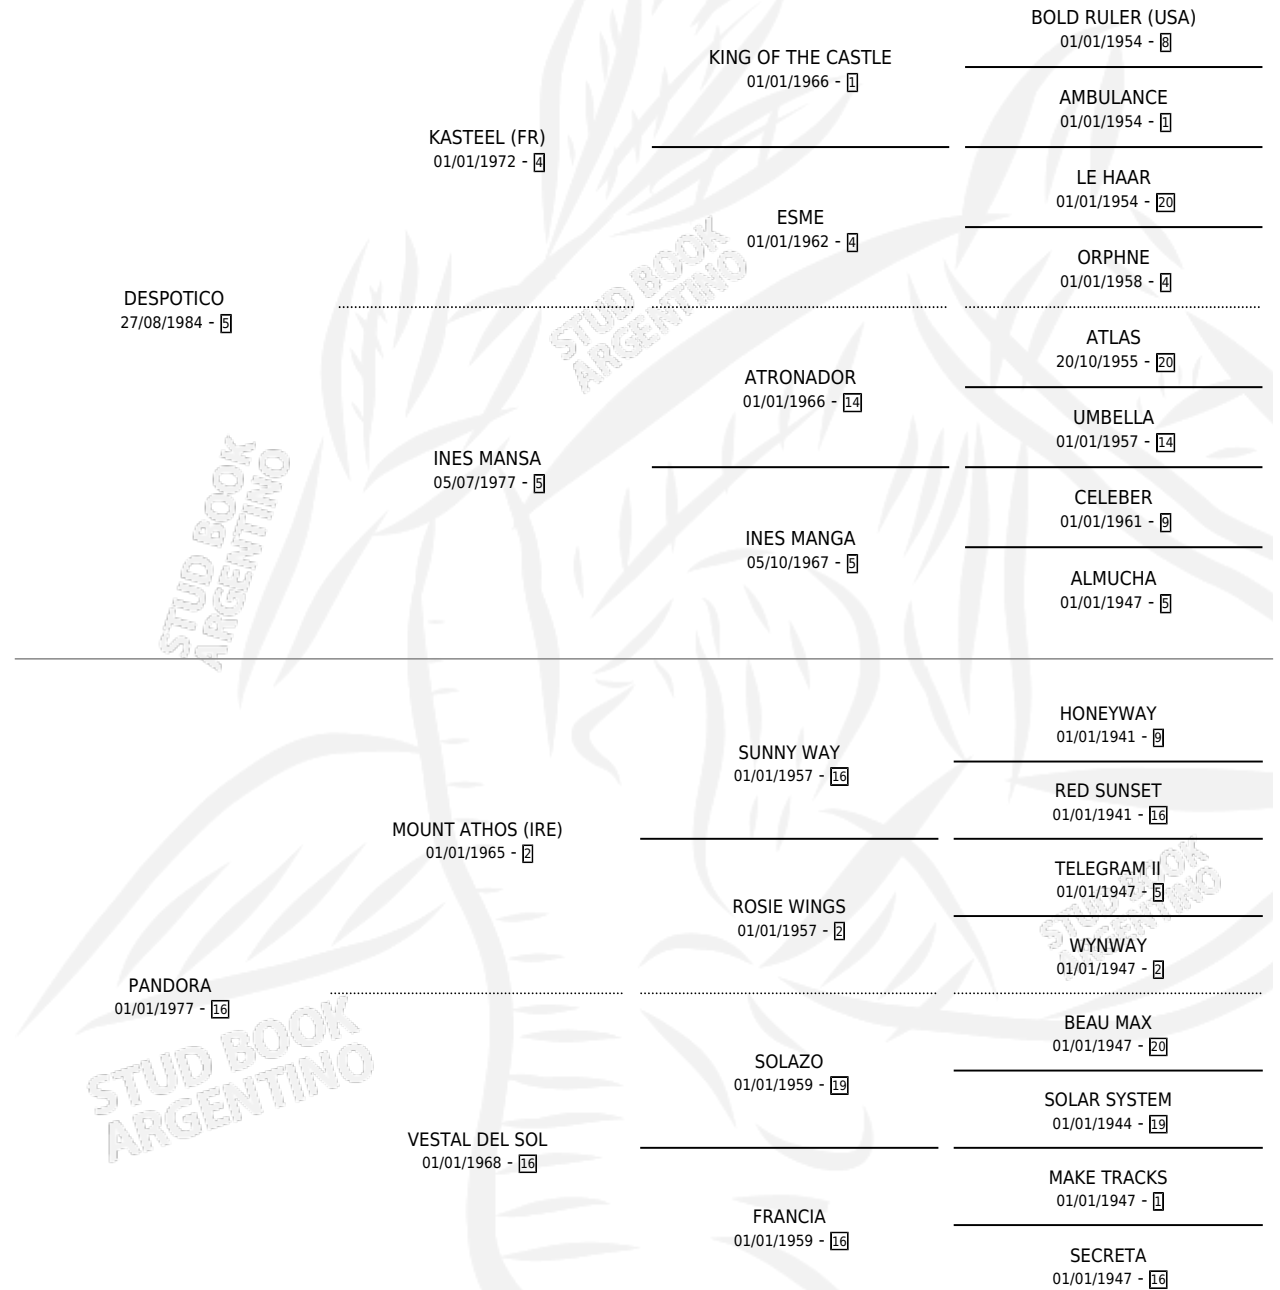 BOLD RULER (USA)
01/01/1954 - 8
KING OF THE CASTLE
01/01/1966 - 1
AMBULANCE
01/01/1954 - 1
KASTEEL (FR)
01/01/1972 - 4
LE HAAR
01/01/1954 - 20
ESME
01/01/1962 - 4
ORPHNE
01/01/1958 - 4
DESPOTICO
27/08/1984 - 5
ATLAS
20/10/1955 - 20
ATRONADOR
01/01/1966 - 14
UMBELLA
01/01/1957 - 14
INES MANSA
05/07/1977 - 5
CELEBER
01/01/1961 - 9
INES MANGA
05/10/1967 - 5
ALMUCHA
01/01/1947 - 5
HONEYWAY
01/01/1941 - 9
SUNNY WAY
01/01/1957 - 16
RED SUNSET
01/01/1941 - 16
MOUNT ATHOS (IRE)
01/01/1965 - 2
TELEGRAM II
01/01/1947 - 5
ROSIE WINGS
01/01/1957 - 2
WYNWAY
01/01/1947 - 2
PANDORA
01/01/1977 - 16
BEAU MAX
01/01/1947 - 20
SOLAZO
01/01/1959 - 19
SOLAR SYSTEM
01/01/1944 - 19
VESTAL DEL SOL
01/01/1968 - 16
MAKE TRACKS
01/01/1947 - 1
FRANCIA
01/01/1959 - 16
SECRETA
01/01/1947 - 16
STUD BOOK
ARGENTINO
STUD BOOK
ARGENTINO
STUD BOOK
ARGENTINO
STUD BOOK
ARGENTINO